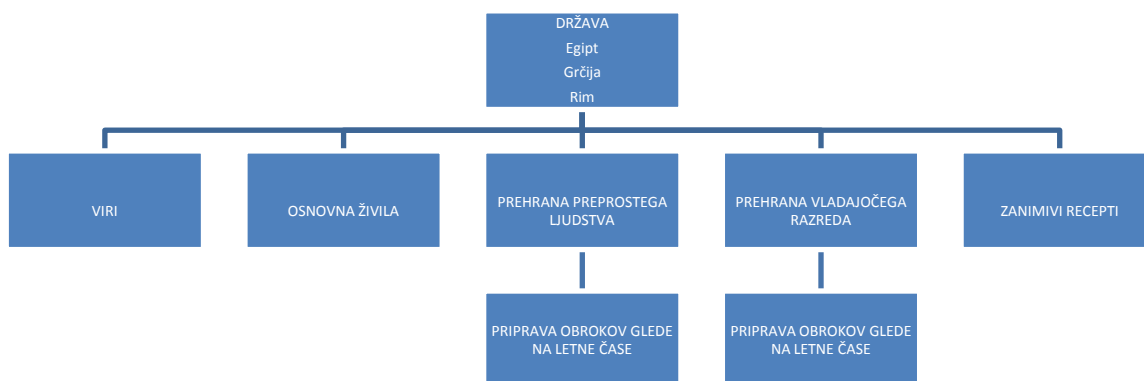 DRŽAVA
Egipt
Grčija
Rim
VIRI
OSNOVNA ŽIVILA
PREHRANA PREPROSTEGA
LJUDSTVA
PREHRANA VLADAJOČEGA
RAZREDA
ZANIMIVI RECEPTI
PRIPRAVA OBROKOV GLEDE
NA LETNE ČASE
PRIPRAVA OBROKOV GLEDE
NA LETNE ČASE